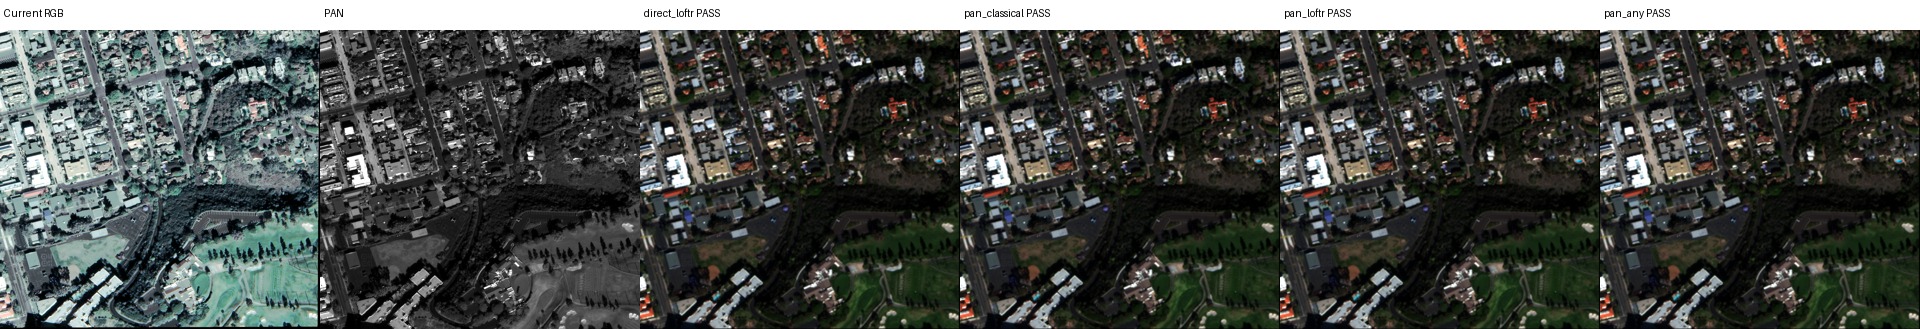 Current RGB
PAN
direct_loftr PASS
pan_classical PASS
pan_loftr PASS
pan_any PASS